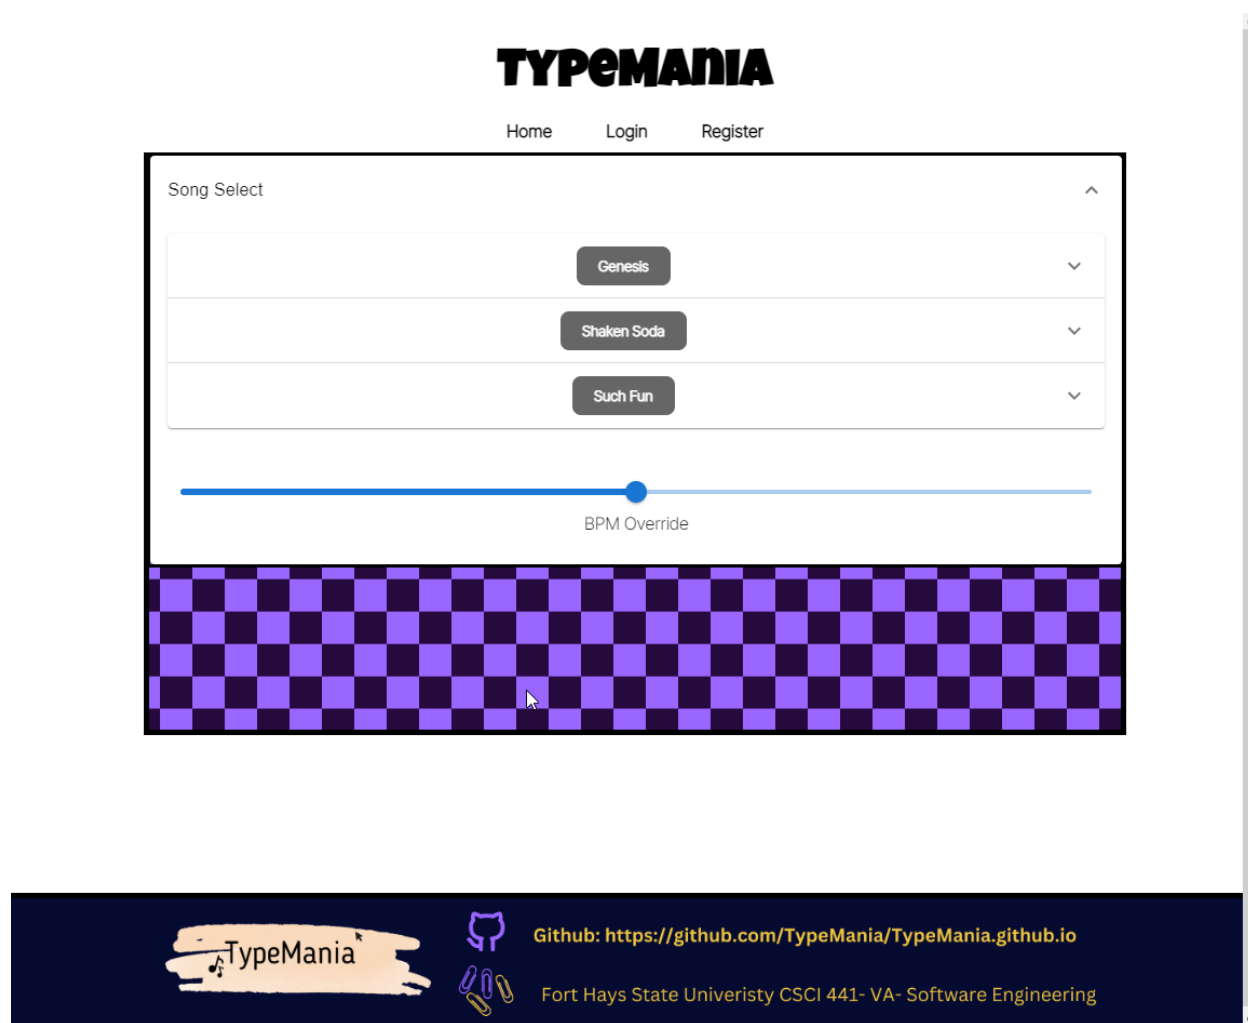 TYPEMANIA
Home Login Register
Song Select
Genesis
Shaken Soda
Such Fun
BPM Override
TypeMania
Github: https://github.com/TypeMania/TypeMania.github.io
Fort Hays State Univeristy CSCI 441- VA- Software Engineering